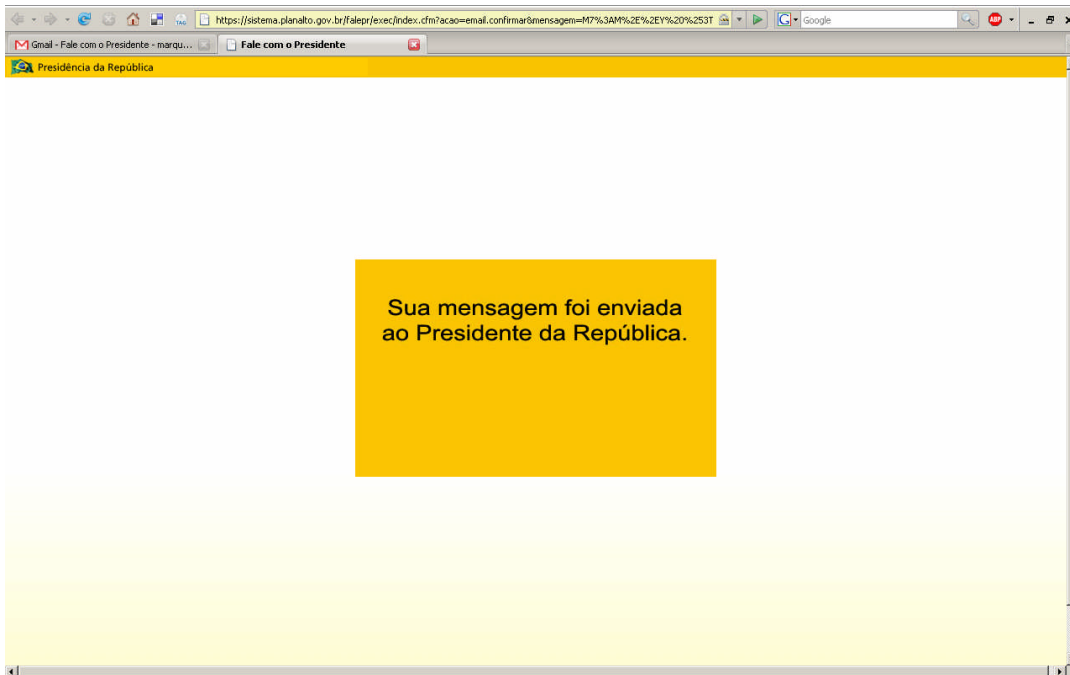 https://sistema.planalto.gov.br/falepr/exec/index.cfm?acao=email.confirmar&mensagem=M7%3AM%2E%2EY%20%253T
Google
ABP
TAG
Gmail - Fale com o Presidente - marqu...
Fale com o Presidente
Presidência da República
Sua mensagem foi enviada
ao Presidente da República.